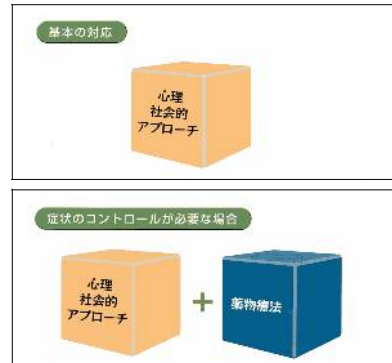 基本の対応
心理
社会的
アプローチ
症状のコントロールが必要な場合
心理
社会的
アプローチ
+
薬物療法